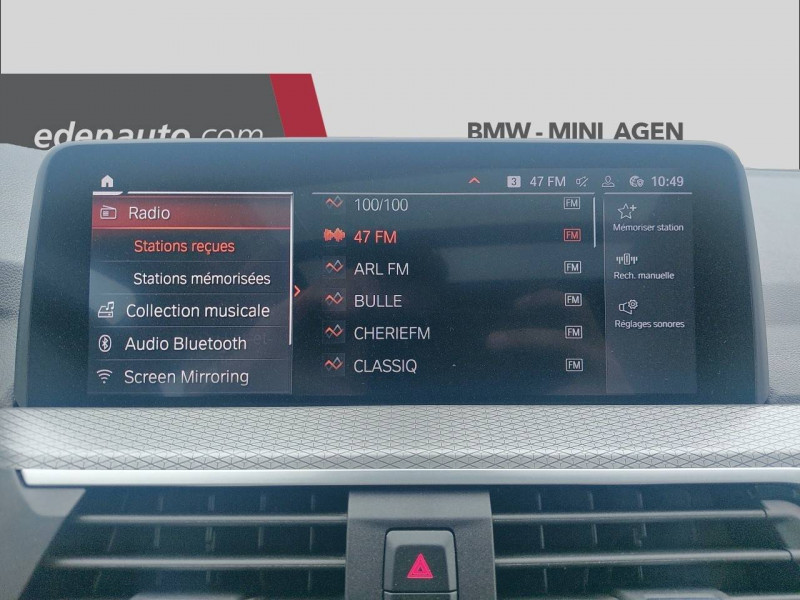 edenauto.com
BMW - MINI AGEN
3 47 FM 10:49
Radio
Stations reçues
Stations mémorisées
Collection musicale
Audio Bluetooth
Screen Mirroring
100/100 FM
47 FM FM
ARL FM FM
BULLE FM
CHERIEFM FM
CLASSIQ FM
Mémoriser station
Rech. manuelle
Réglages sonores